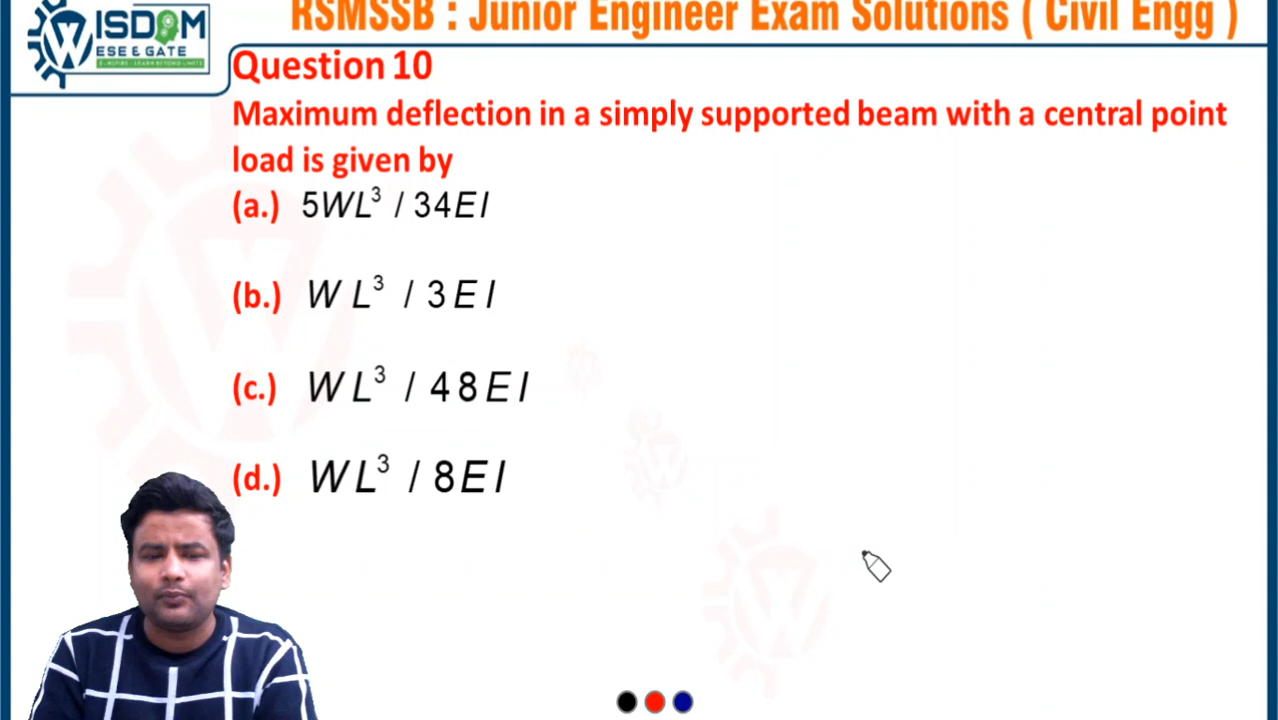 RSMSSB : Junior Engineer Exam Solutions ( Civil Engg )
WISDOM
ESE & GATE
Question 10
Maximum deflection in a simply supported beam with a central point
load is given by
(a.) 5WL³ / 34EI
(b.) WL³ / 3EI
(c.) WL³ / 48EI
(d.) WL³ / 8EI